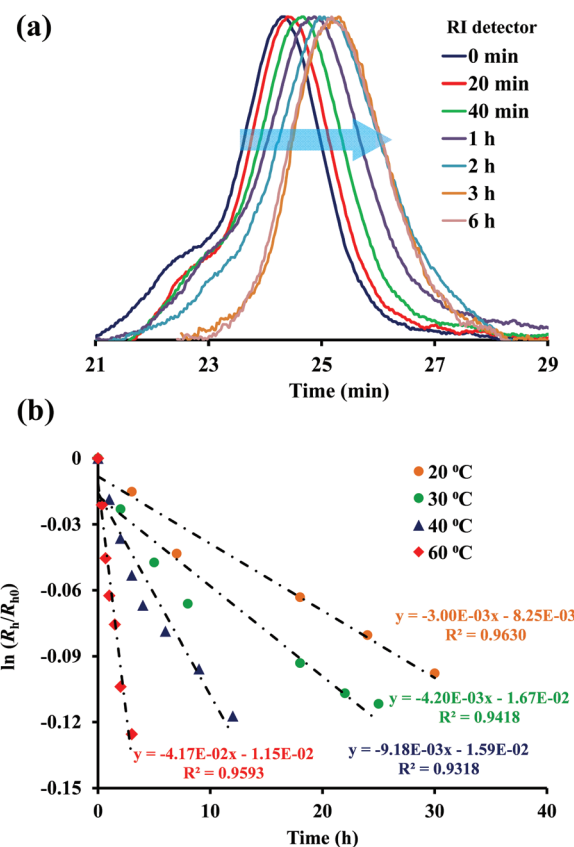 (a)
RI detector
0 min
20 min
40 min
1 h
2 h
3 h
6 h
21 23 25 27 29
Time (min)
(b)
0
-0.03
-0.06
-0.09
-0.12
-0.15
ln (Rh/Rh0)
20 ⁰C
30 ⁰C
40 ⁰C
60 ⁰C
y = -3.00E-03x - 8.25E-03
R² = 0.9630
y = -4.20E-03x - 1.67E-02
R² = 0.9418
y = -4.17E-02x - 1.15E-02
R² = 0.9593
y = -9.18E-03x - 1.59E-02
R² = 0.9318
0 10 20 30 40
Time (h)